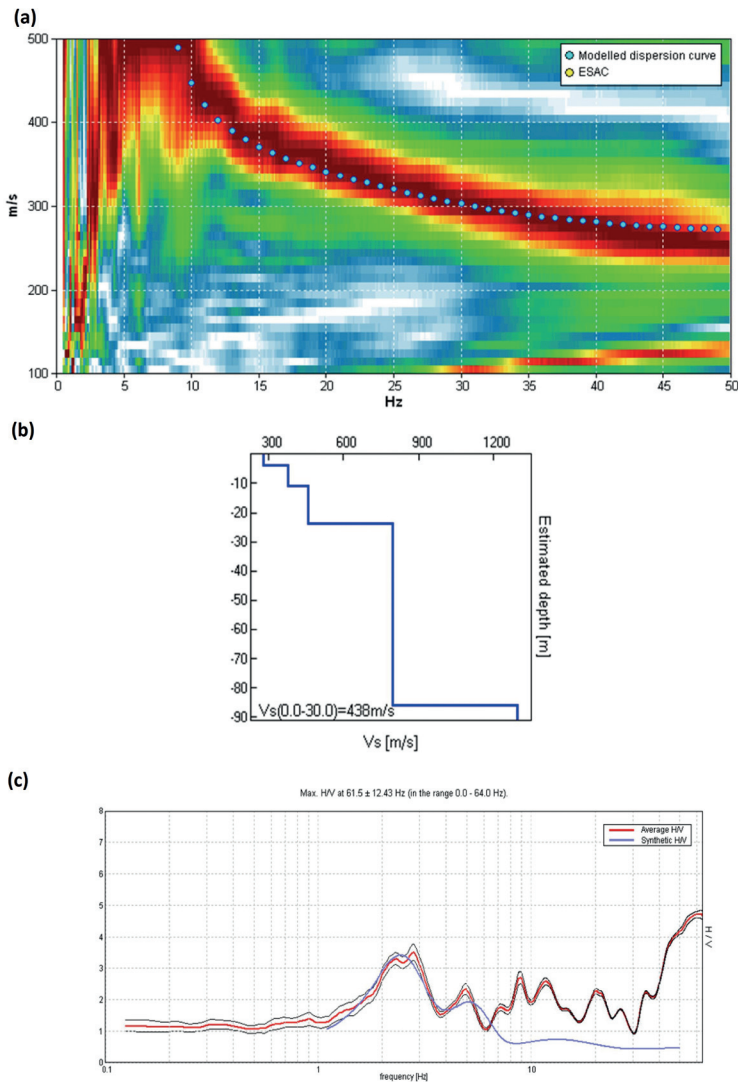 (a)
500
400
m/s
300
200
100
Modelled dispersion curve
ESAC
0 5 10 15 20 25 30 35 40 45 50
Hz
(b)
300 600 900 1200
-10
-20
-30
-40
-50
-60
-70
-80
-90
Estimated depth [m]
Vs(0.0-30.0)=438m/s
Vs [m/s]
(c)
Max. H/V at 61.5 ± 12.43 Hz (in the range 0.0 - 64.0 Hz).
8
7
6
5
4
3
2
1
0
Average H/V
Synthetic H/V
H / V
0.1 1 10
frequency [Hz]